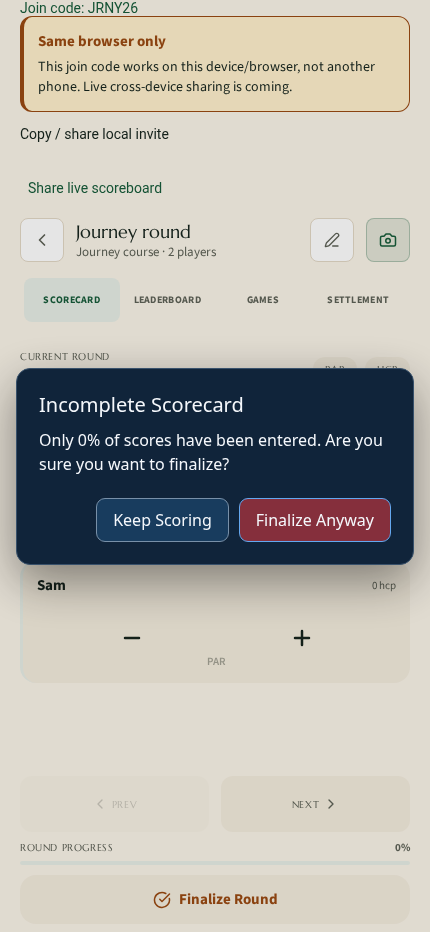 Join code: JRNY26
Same browser only
This join code works on this device/browser, not another
phone. Live cross-device sharing is coming.
Copy / share local invite
Share live scoreboard
Journey round
Journey course · 2 players
SCORECARD
LEADERBOARD
GAMES
SETTLEMENT
CURRENT ROUND
Incomplete Scorecard
Only 0% of scores have been entered. Are you
sure you want to finalize?
Keep Scoring
Finalize Anyway
Sam
0 hcp
PAR
PREV
NEXT
ROUND PROGRESS
0%
Finalize Round